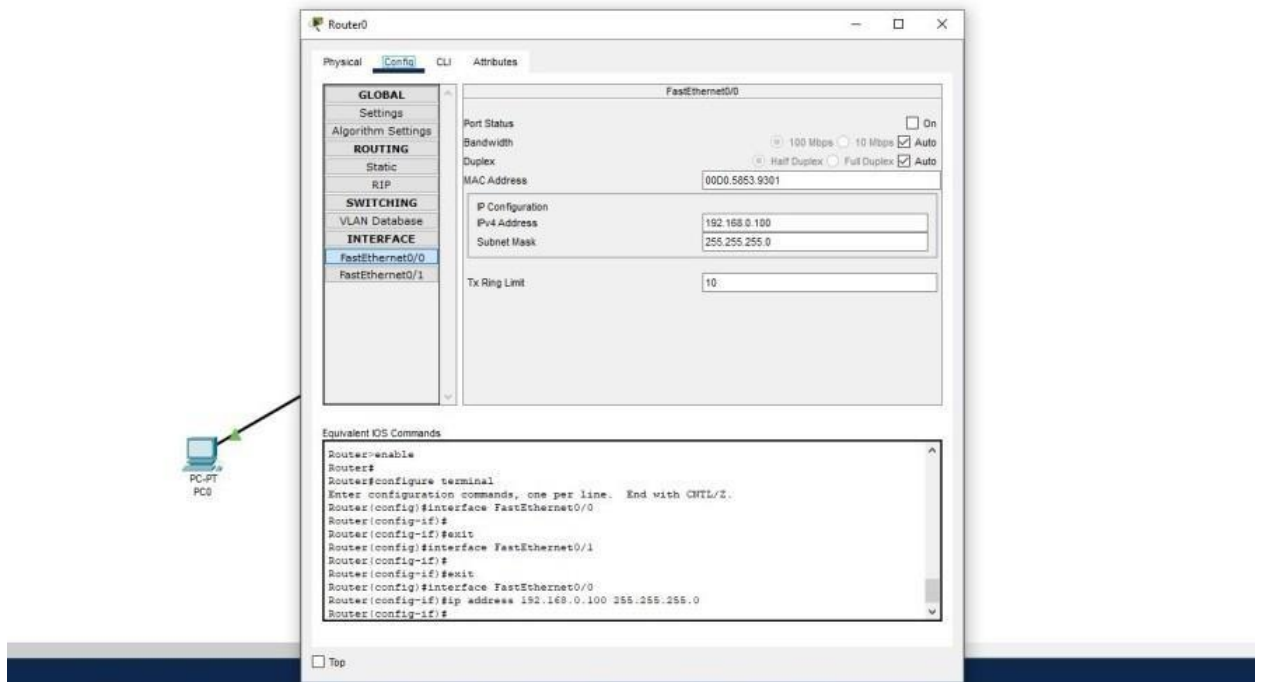 Router0
Physical Config CLI Attributes
GLOBAL
Settings
Algorithm Settings
ROUTING
Static
RIP
SWITCHING
VLAN Database
INTERFACE
FastEthernet0/0
FastEthernet0/1
FastEthernet0/0
Port Status On
Bandwidth 100 Mbps 10 Mbps Auto
Duplex Half Duplex Full Duplex Auto
MAC Address 00D0.5853.9301
IP Configuration
IPv4 Address 192.168.0.100
Subnet Mask 255.255.255.0
Tx Ring Limit 10
PC-PT
PC0
Equivalent IOS Commands
Router>enable
Router#
Router#configure terminal
Enter configuration commands, one per line. End with CNTL/Z.
Router(config)#interface FastEthernet0/0
Router(config-if)#
Router(config-if)#exit
Router(config)#interface FastEthernet0/1
Router(config-if)#
Router(config-if)#exit
Router(config)#interface FastEthernet0/0
Router(config-if)#ip address 192.168.0.100 255.255.255.0
Router(config-if)#
Top